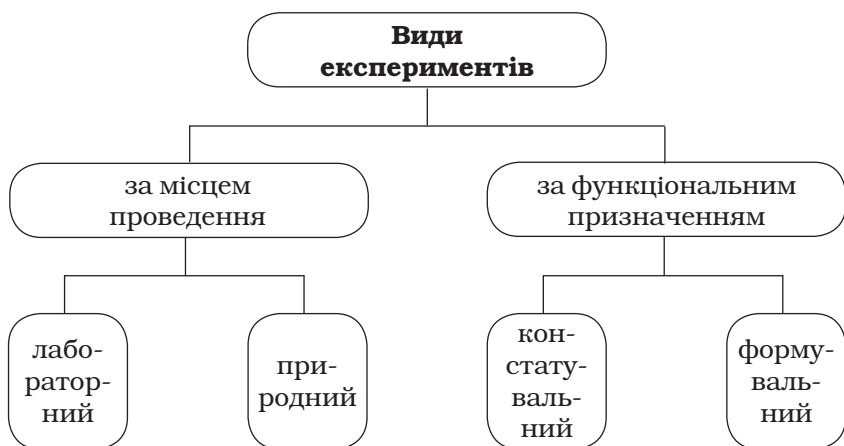 Види
експериментів
за місцем
проведення
за функціональним
призначенням
лабо-
ратор-
ний
при-
родний
кон-
стату-
валь-
ний
форму-
валь-
ний